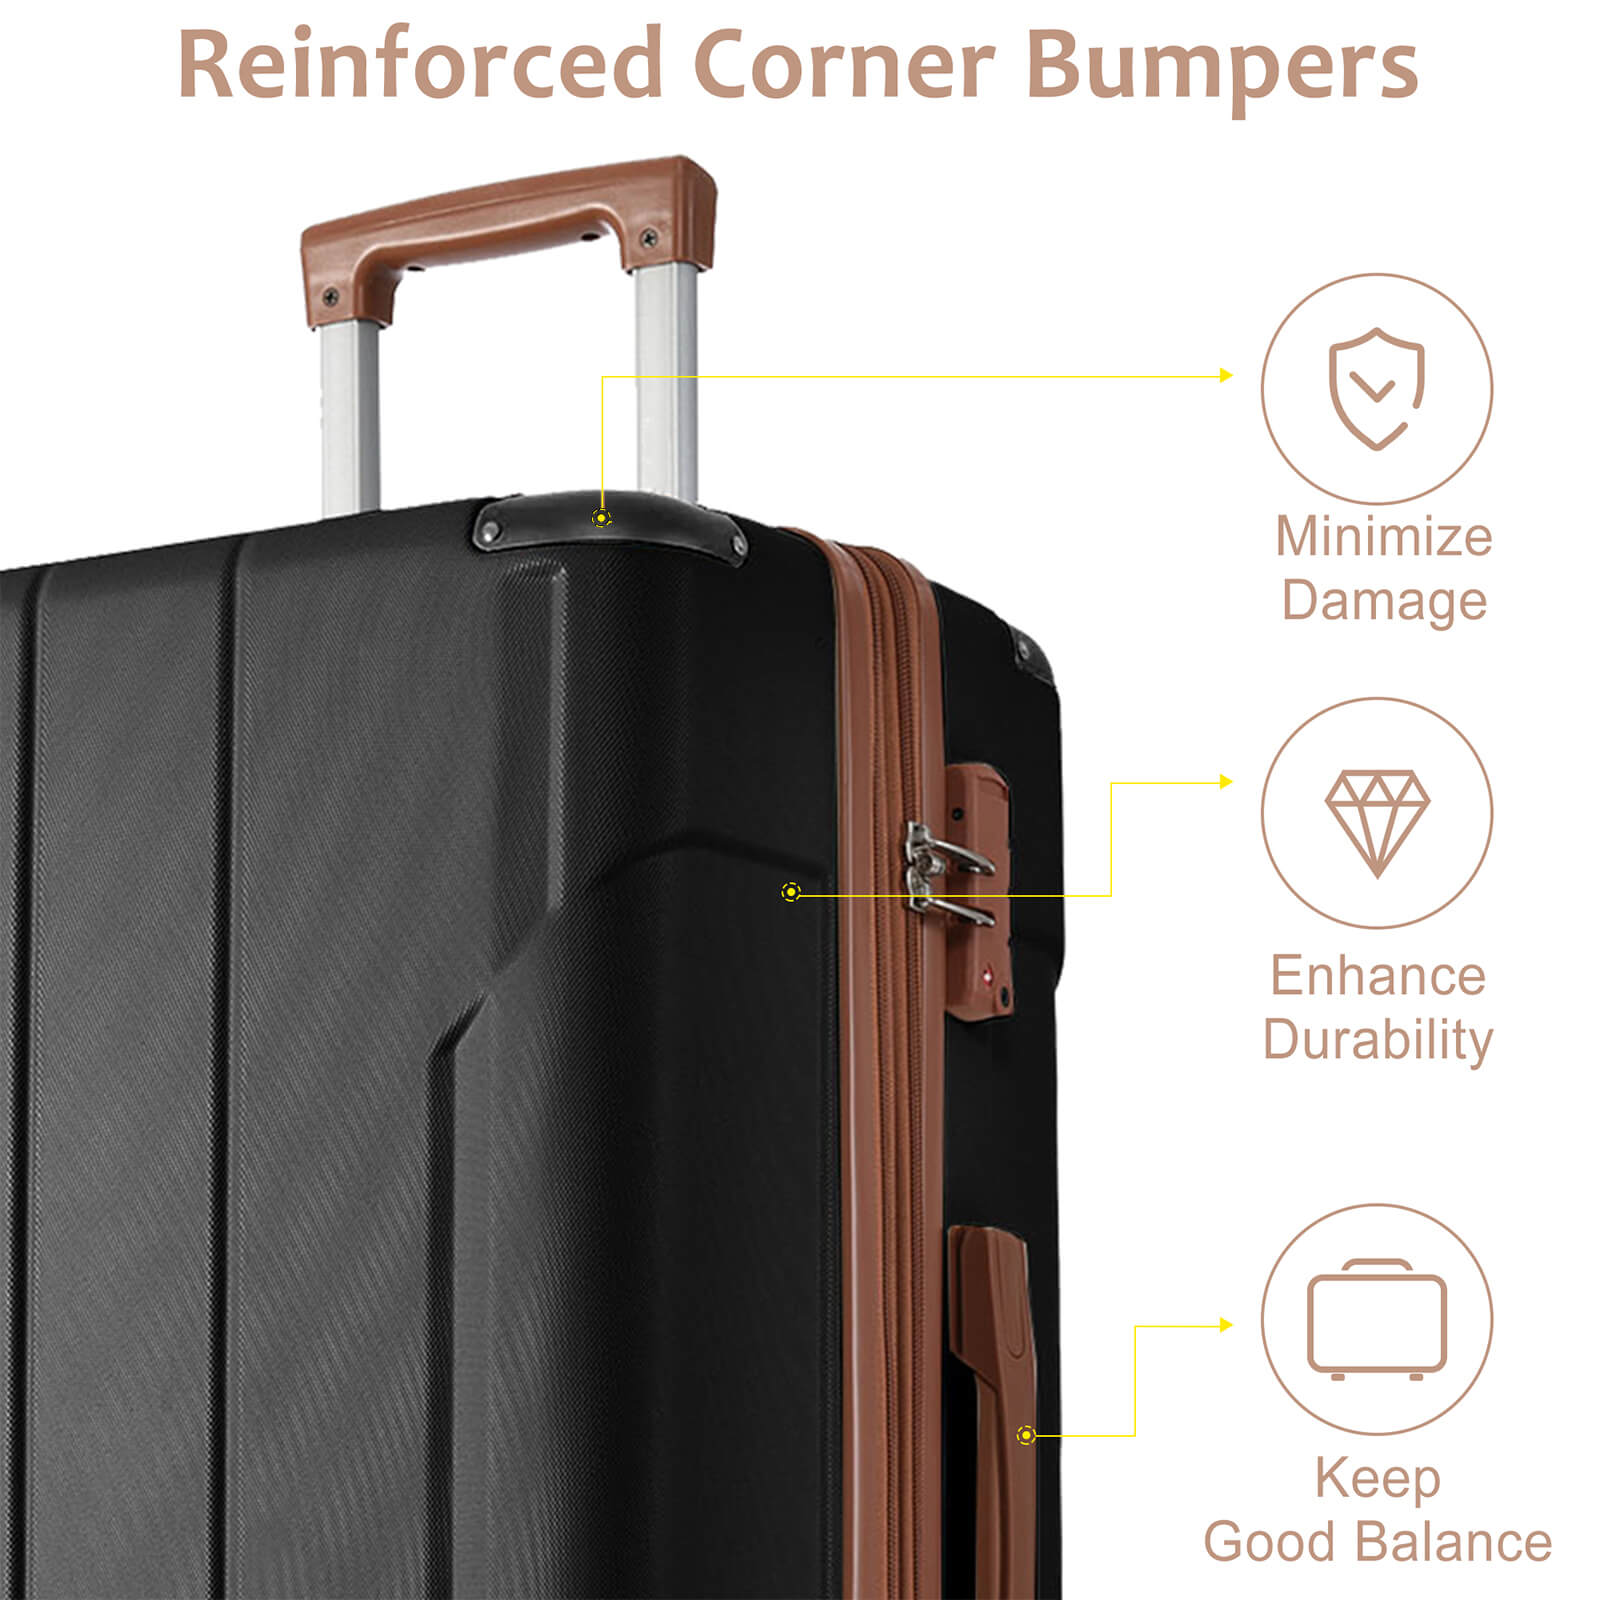 Reinforced Corner Bumpers
Minimize
Damage
Enhance
Durability
Keep
Good Balance